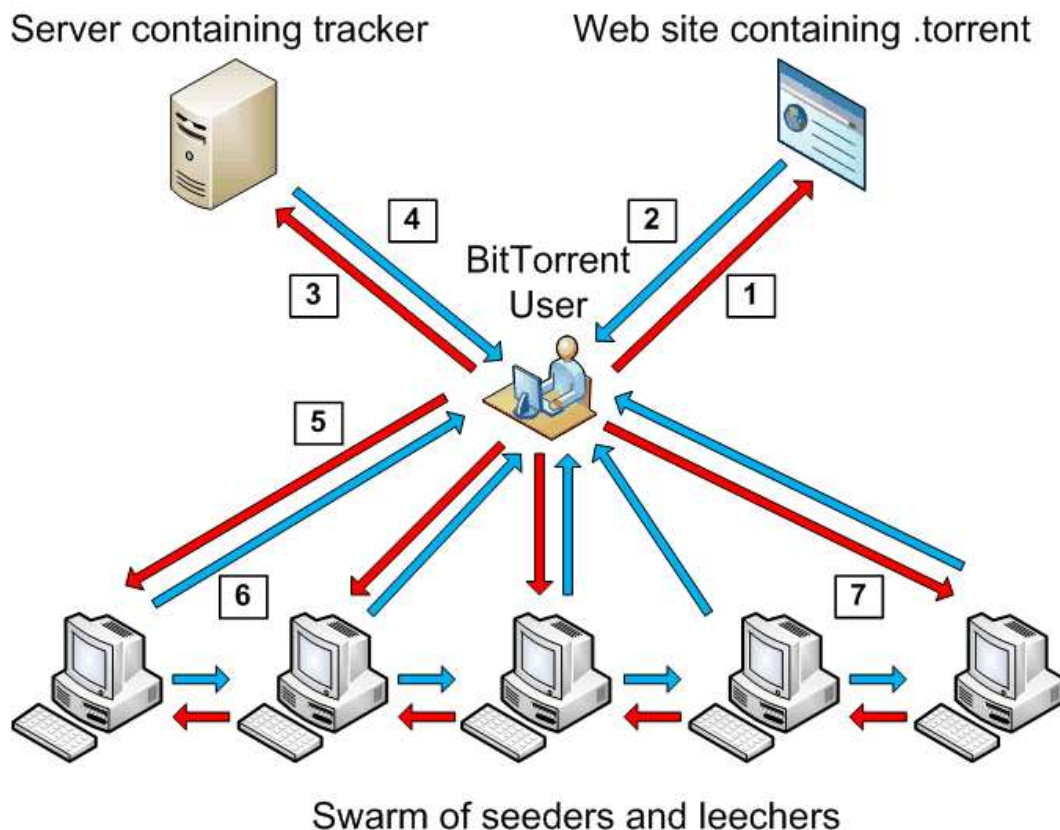 Server containing tracker
Web site containing .torrent
4
2
BitTorrent
User
3
1
5
6
7
Swarm of seeders and leechers